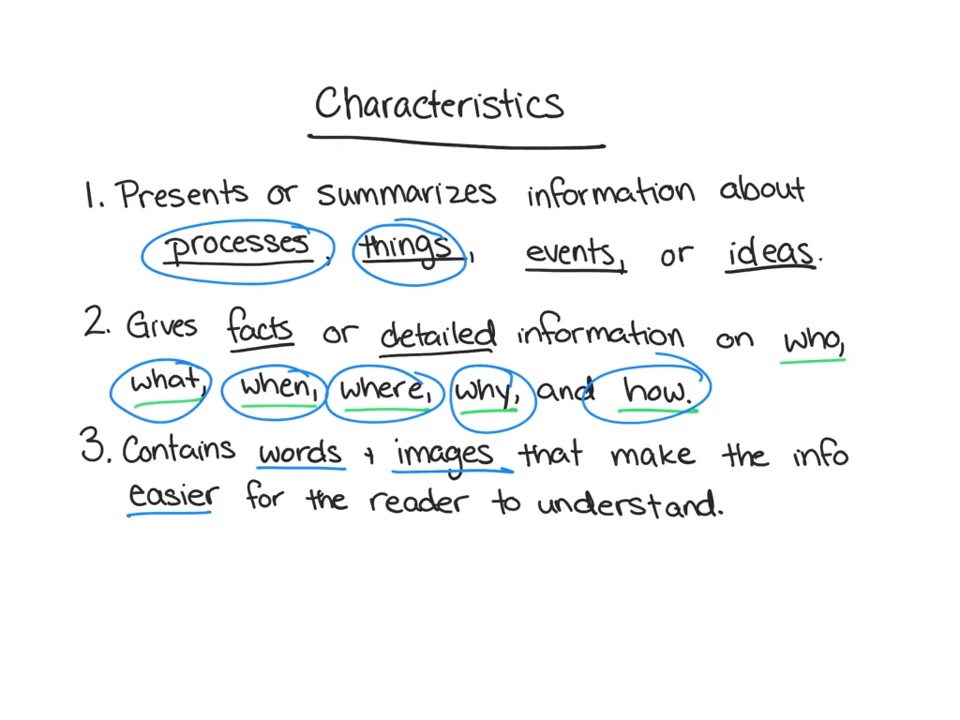 Characteristics
1. Presents or summarizes information about
processes, things, events, or ideas.
2. Gives facts or detailed information on who,
what, when, where, why, and how.
3. Contains words + images that make the info
easier for the reader to understand.